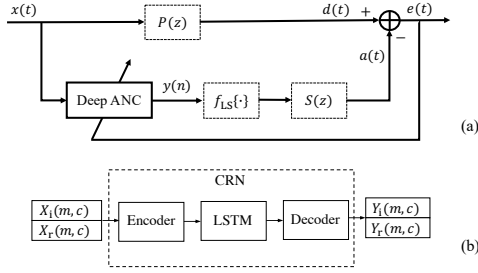 x(t)
P(z)
d(t)
+
e(t)
−
a(t)
Deep ANC
y(n)
f_LS{·}
S(z)
(a)
CRN
X_i(m, c)
X_r(m, c)
Encoder
LSTM
Decoder
Y_i(m, c)
Y_r(m, c)
(b)